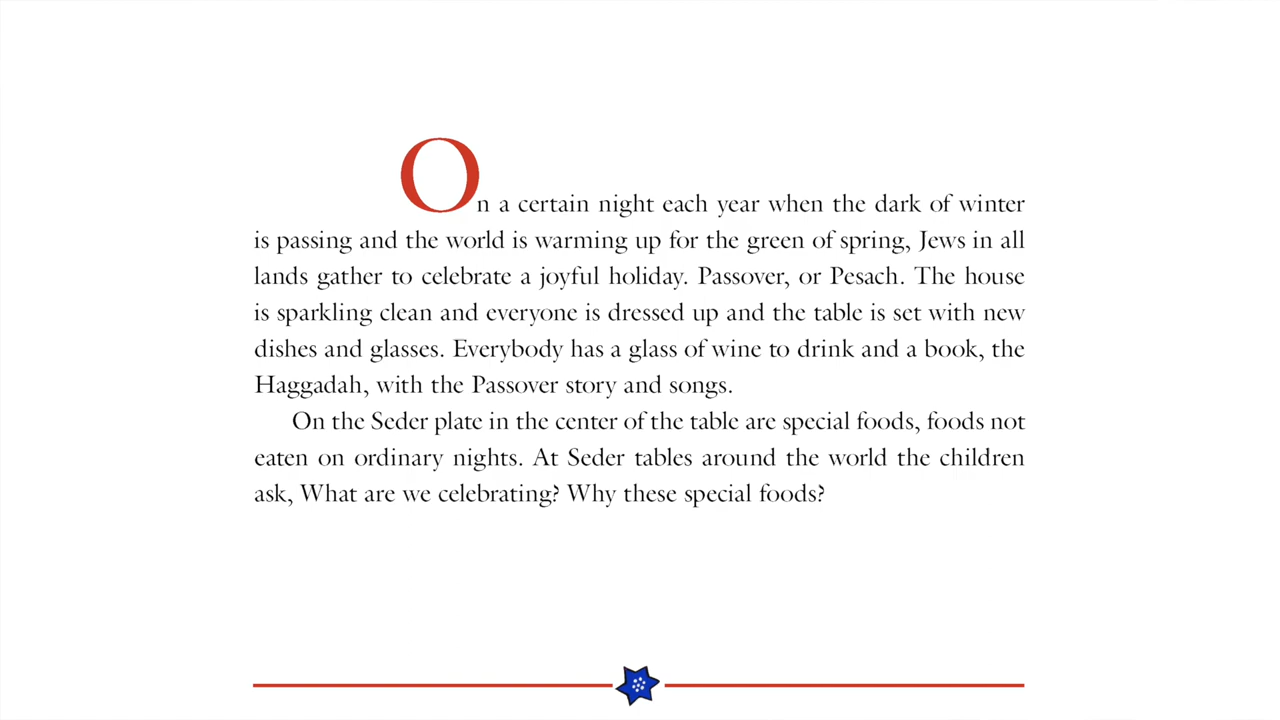 On a certain night each year when the dark of winter
is passing and the world is warming up for the green of spring, Jews in all
lands gather to celebrate a joyful holiday. Passover, or Pesach. The house
is sparkling clean and everyone is dressed up and the table is set with new
dishes and glasses. Everybody has a glass of wine to drink and a book, the
Haggadah, with the Passover story and songs.
On the Seder plate in the center of the table are special foods, foods not
eaten on ordinary nights. At Seder tables around the world the children
ask, What are we celebrating? Why these special foods?